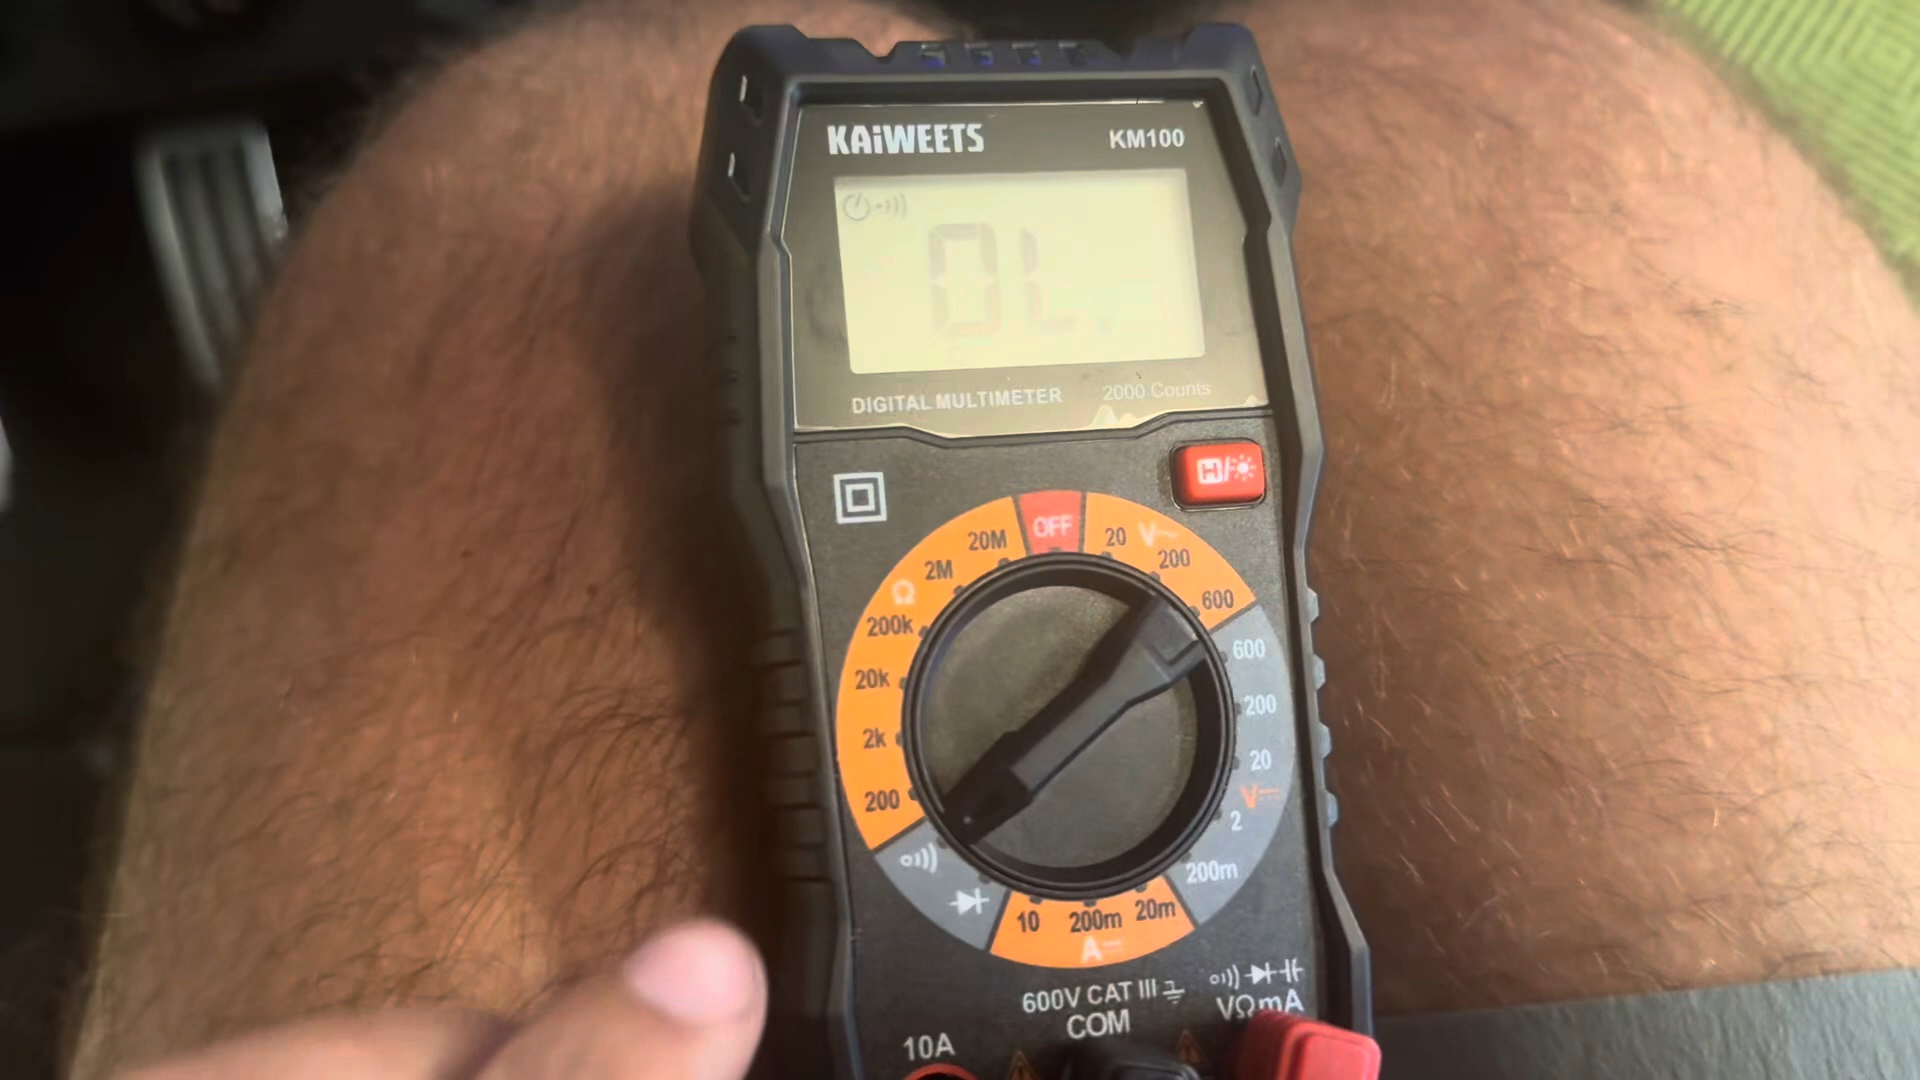 KAiWEETS KM100
0L.
DIGITAL MULTIMETER 2000 Counts
H/
OFF
20 V~
200
600
600
200
20
V
2
200m
20m
200m
10
A
20M
2M
Ω
200k
20k
2k
200
600V CAT III
COM
VΩmA
10A